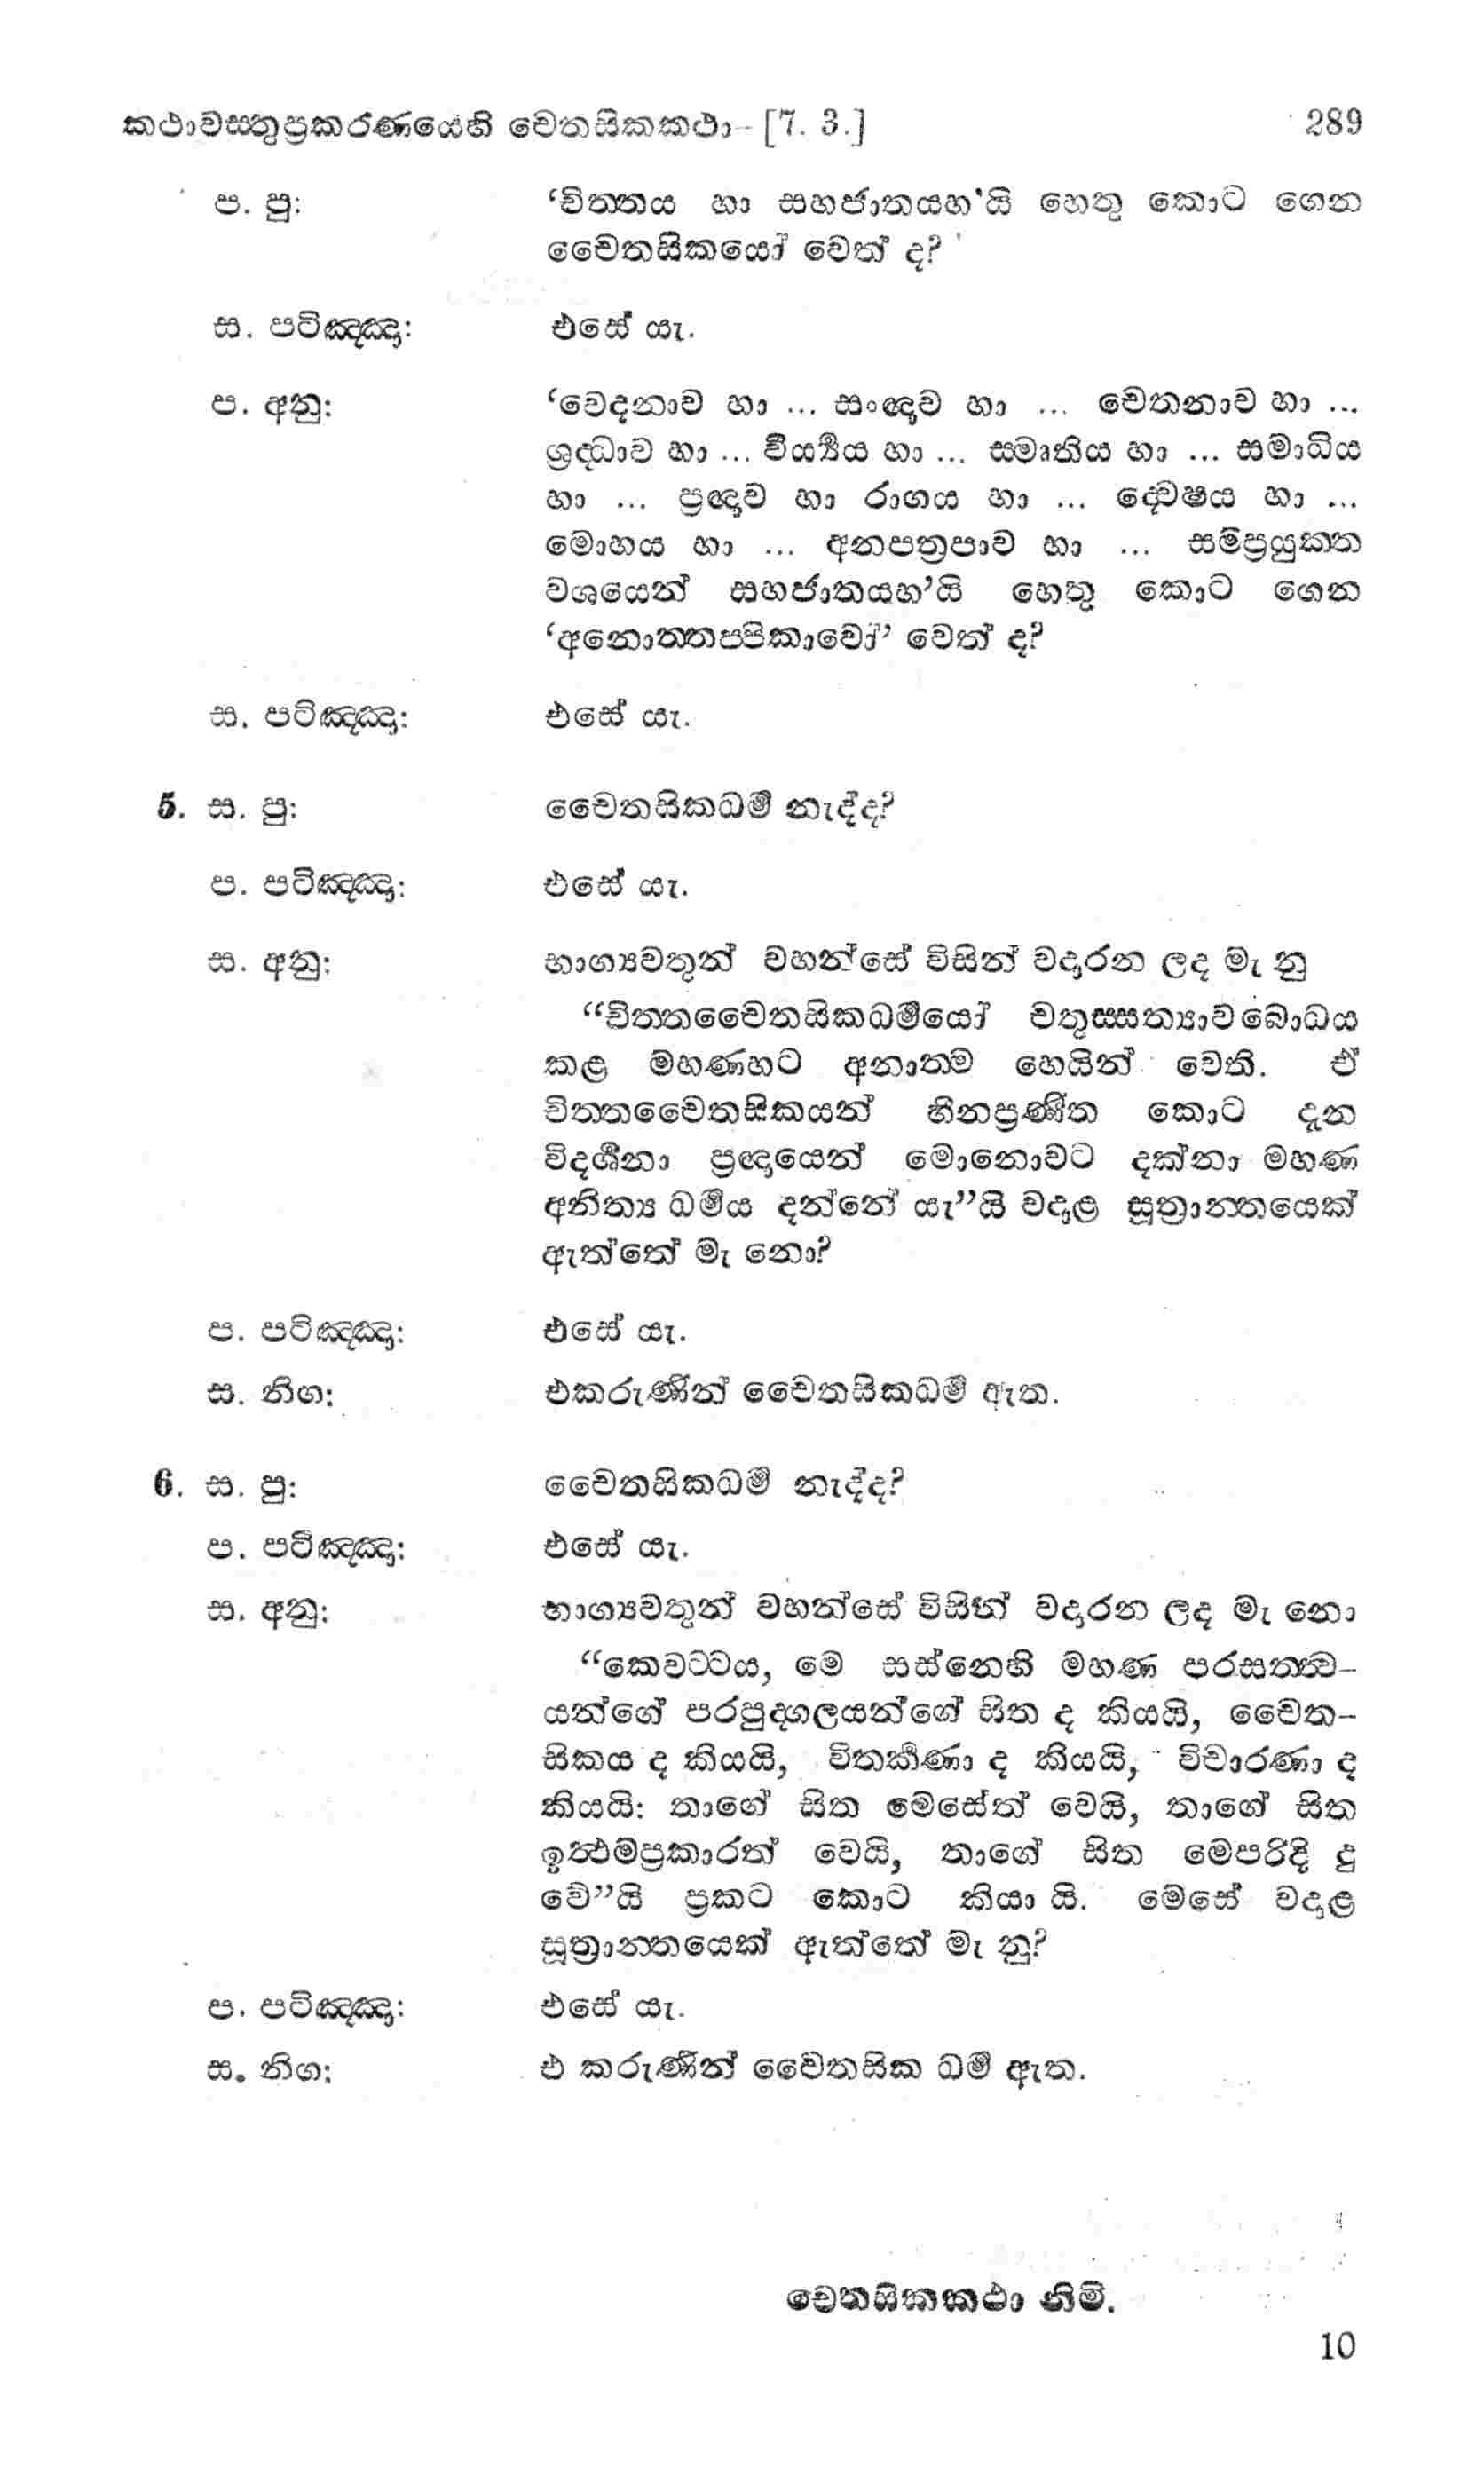 කථාවස්තුප්‍රකරණයෙහි චෙතසිකකථා - [7. 3.] 289
ප. පු: ‘චිත්තය හා සහජාතයහ’යි හෙතු කොට ගෙන
චෛතසිකයෝ වෙත් ද?
ස. පටිඤ්ඤා: එසේ යැ.
ප. අනු: ‘වෙදනාව හා ... සංඥාව හා ... චෙතනාව හා ...
ශ්‍රද්ධාව හා ... වීර්‍ය්‍යය හා ... ස්මෘතිය හා ... සමාධිය
හා ... ප්‍රඥාව හා රාගය හා ... ද්වෙෂය හා ...
මොහය හා ... අනපත්‍රපාව හා ... සම්ප්‍රයුක්ත
වශයෙන් සහජාතයහ’යි හෙතු කොට ගෙන
‘අනොත්තප්පිකාවෝ’ වෙත් ද?
ස. පටිඤ්ඤා: එසේ යැ.
5. ස. පු: චෛතසිකධර්‍ම නැද්ද?
ප. පටිඤ්ඤා: එසේ යැ.
ස. අනු: භාග්‍යවතුන් වහන්සේ විසින් වදාරන ලද මැ නු
“චිත්තචෛතසිකධර්‍මයෝ චතුස්සත්‍යාවබොධය
කළ මහණහට අනාත්ම හෙයින් වෙති. ඒ
චිත්තචෛතසිකයන් හීනප්‍රණීත කොට දැන
විදර්‍ශනා ප්‍රඥායෙන් මොනොවට දක්නා මහණ
අනිත්‍ය ධර්‍මය දන්නේ යැ”යි වදාළ සූත්‍රාන්තයෙක්
ඇත්තේ මැ නො?
ප. පටිඤ්ඤා: එසේ යැ.
ස. නිග: එකරුණින් චෛතසිකධර්‍ම ඇත.
6. ස. පු: චෛතසිකධර්‍ම නැද්ද?
ප. පටිඤ්ඤා: එසේ යැ.
ස. අනු: භාග්‍යවතුන් වහන්සේ විසින් වදාරන ලද මැ නො
“කෙවට්ටය, මෙ සස්නෙහි මහණ පරසත්ත්ව-
යන්ගේ පරපුද්ගලයන්ගේ සිත ද කියයි, චෛත-
සිකය ද කියයි, විතර්‍කණා ද කියයි, විචාරණා ද
කියයි: තාගේ සිත මෙසේත් වෙයි, තාගේ සිත
ඉත්ථම්ප්‍රකාරත් වෙයි, තාගේ සිත මෙපරිදි දු
වේ”යි ප්‍රකට කොට කියා යි. මෙසේ වදාළ
සූත්‍රාන්තයෙක් ඇත්තේ මැ නු?
ප. පටිඤ්ඤා: එසේ යැ.
ස. නිග: එ කරුණින් චෛතසික ධර්‍ම ඇත.
චෙතසිකකථා නිමි.
10